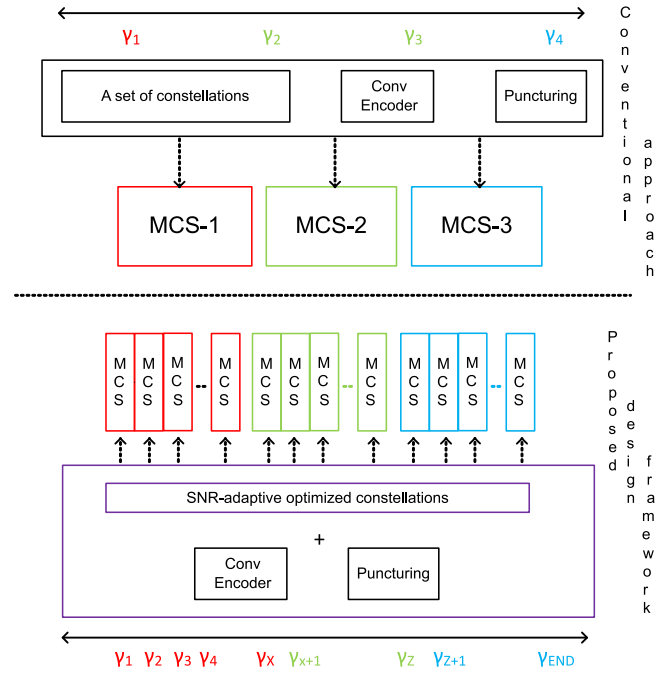 γ1 γ2 γ3 γ4
A set of constellations
Conv
Encoder
Puncturing
MCS-1 MCS-2 MCS-3
Conventional
approach
MCS MCS MCS -- MCS MCS MCS MCS -- MCS MCS MCS MCS -- MCS
SNR-adaptive optimized constellations
+
Conv
Encoder
Puncturing
γ1 γ2 γ3 γ4 γX γx+1 γZ γZ+1 γEND
Proposed
design
framework